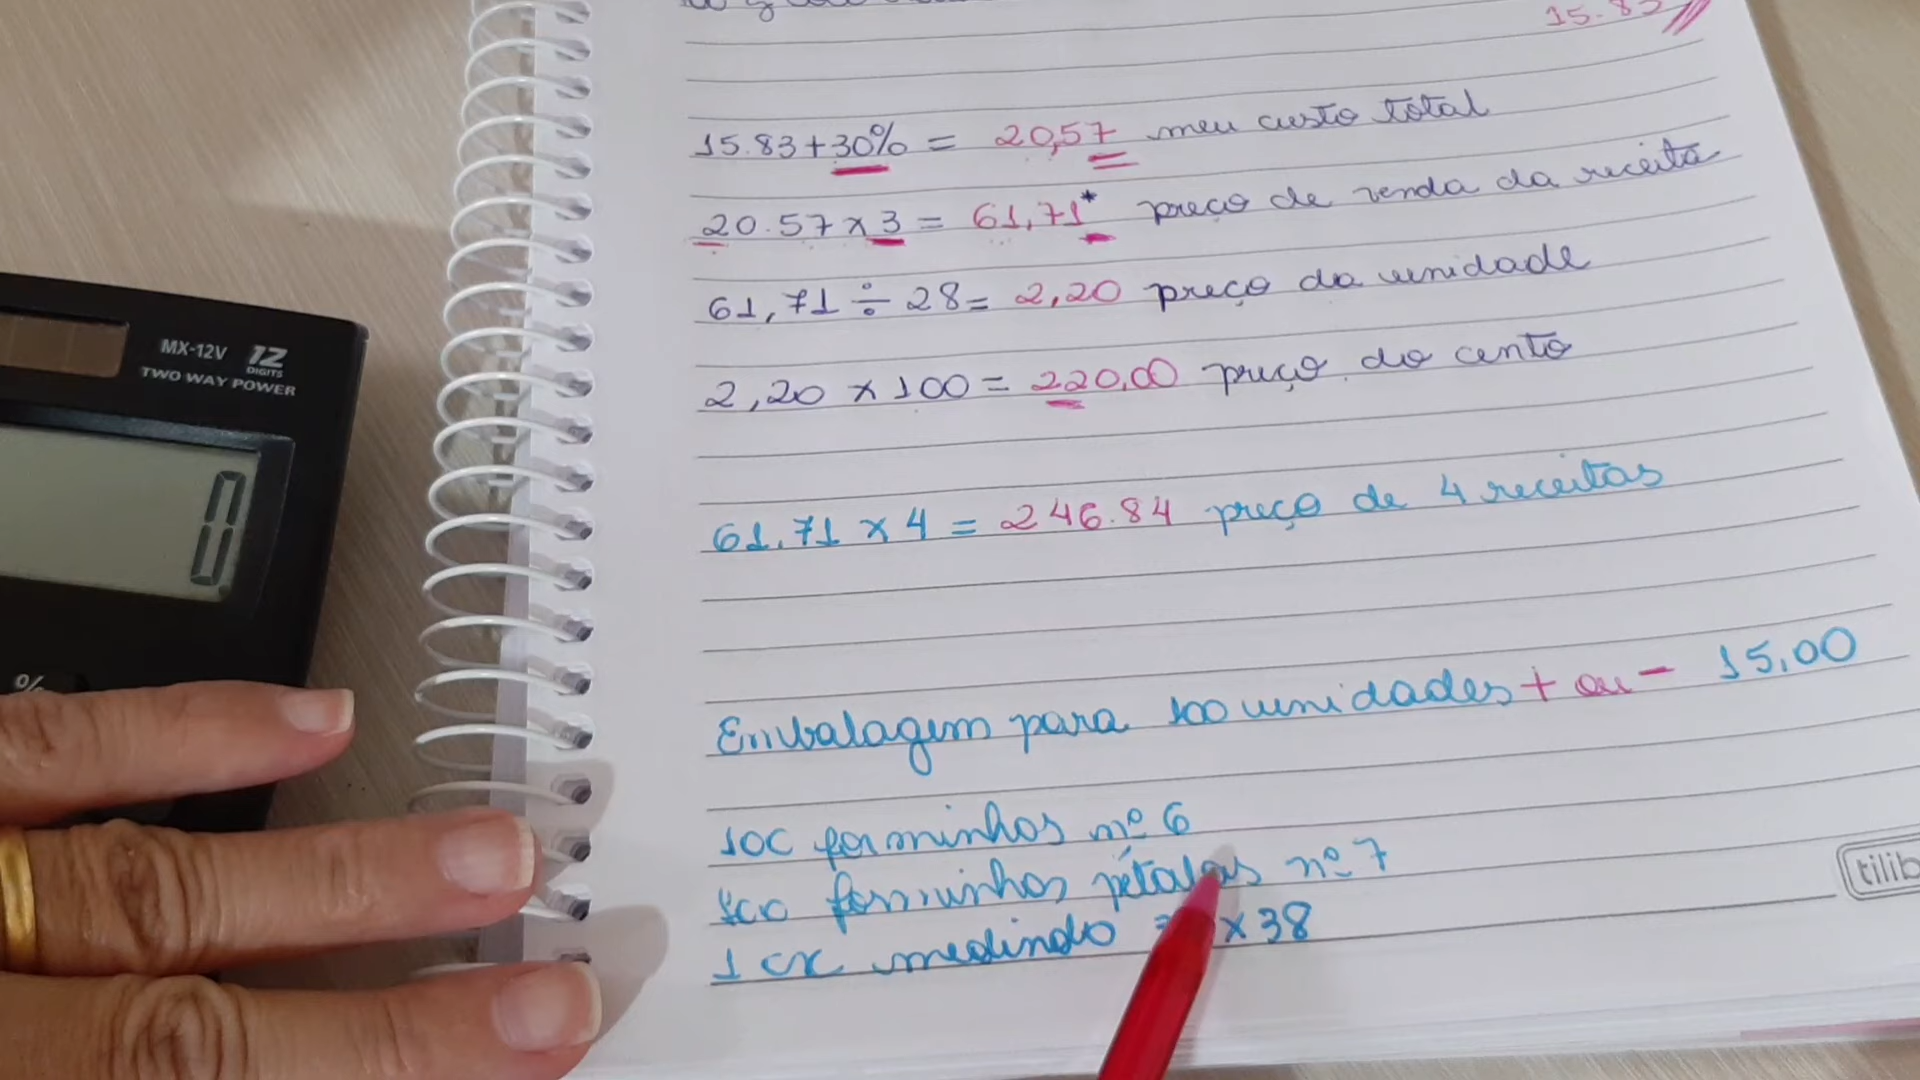 15.83
15.83+30% = 20,57 meu custo total
20.57 x 3 = 61,71* preço de venda da receita
61,71 ÷ 28 = 2,20 preço da unidade
2,20 x 100 = 220,00 preço do cento
61,71 x 4 = 246.84 preço de 4 receitas
Embalagem para 100 unidades + ou - 15,00
100 forminhas nº 6
100 forminhas pétalas nº 7
1 cx medindo x 38
tilib
MX-12V 12
DIGITS
TWO WAY POWER
0
%